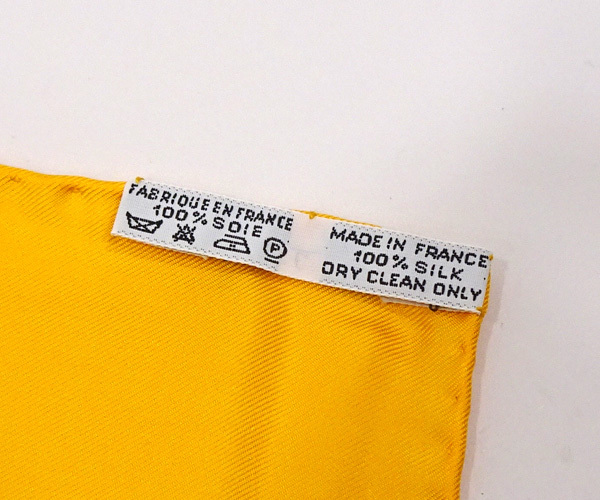 FABRIQUE EN FRANCE
100% SOIE
P
MADE IN FRANCE
100% SILK
DRY CLEAN ONLY